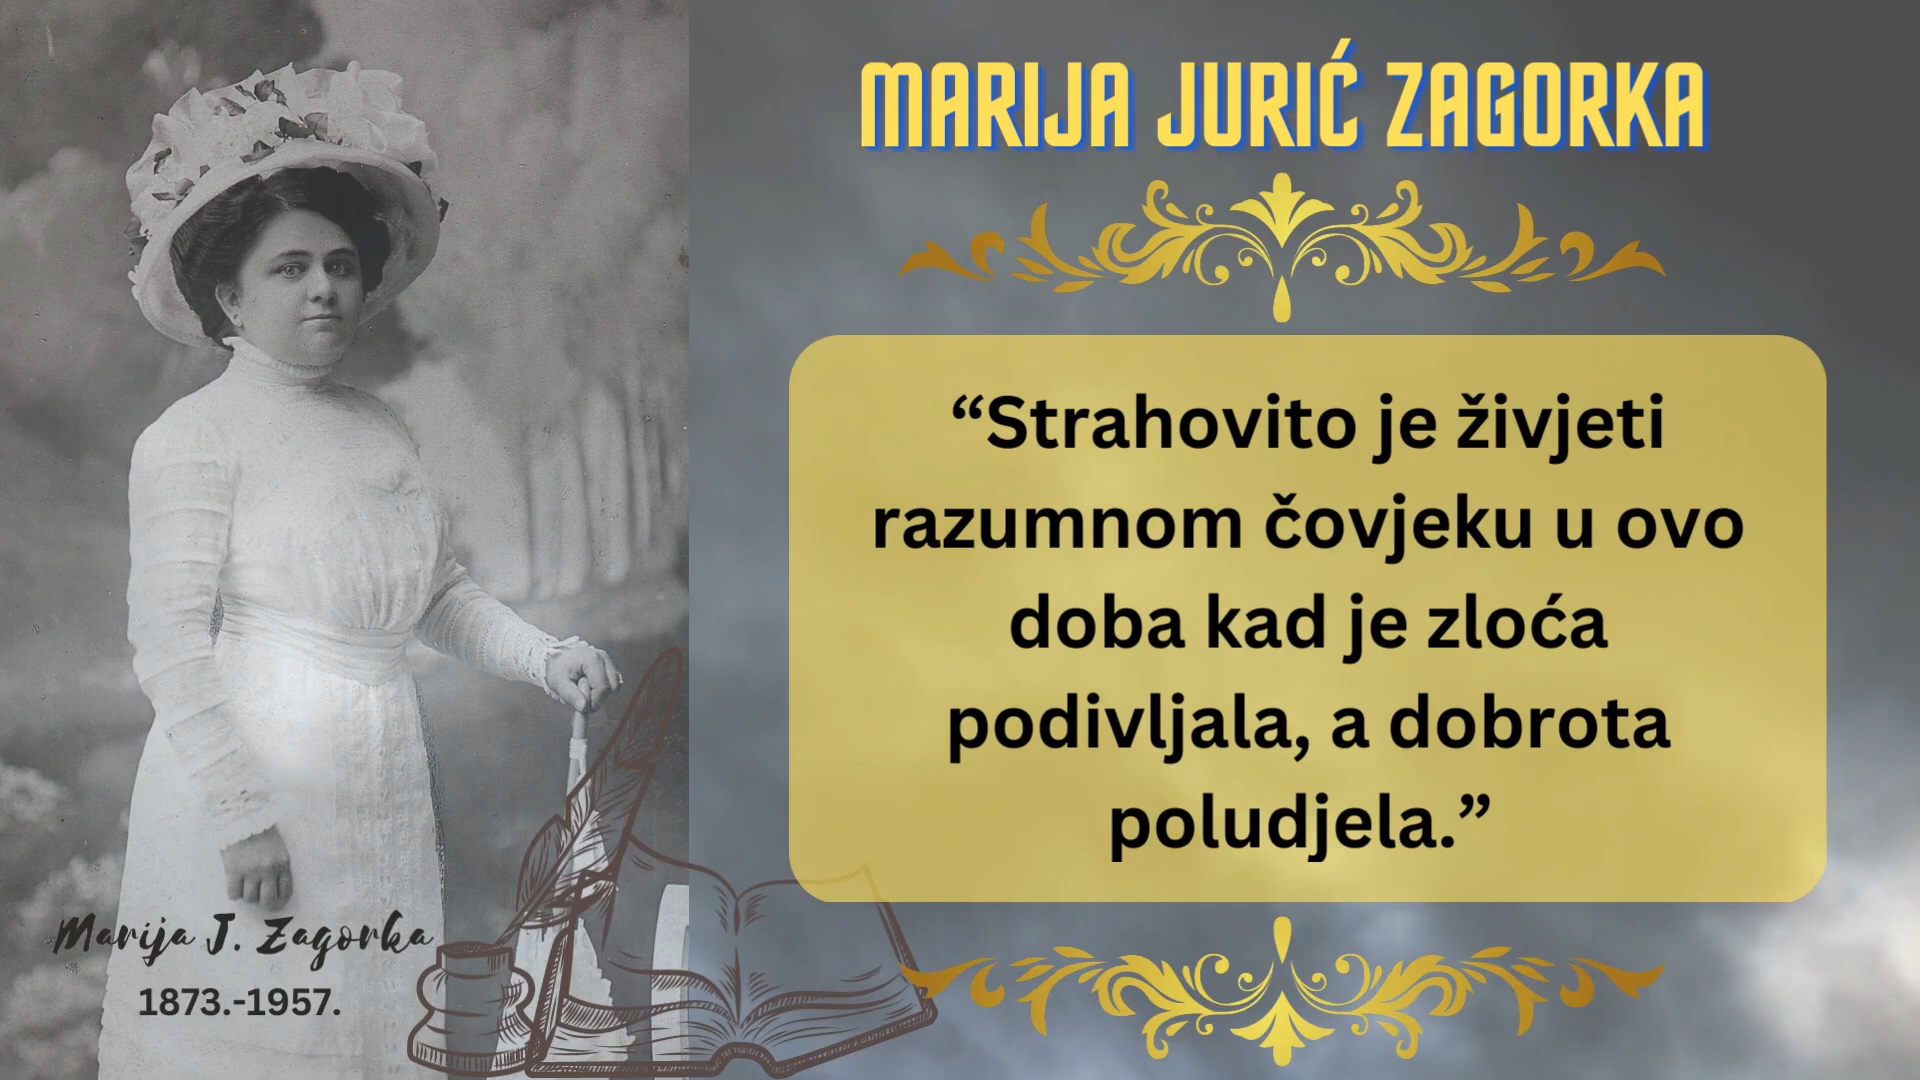 MARIJA JURIĆ ZAGORKA
“Strahovito je živjeti
razumnom čovjeku u ovo
doba kad je zloća
podivljala, a dobrota
poludjela.”
Marija J. Zagorka
1873.-1957.